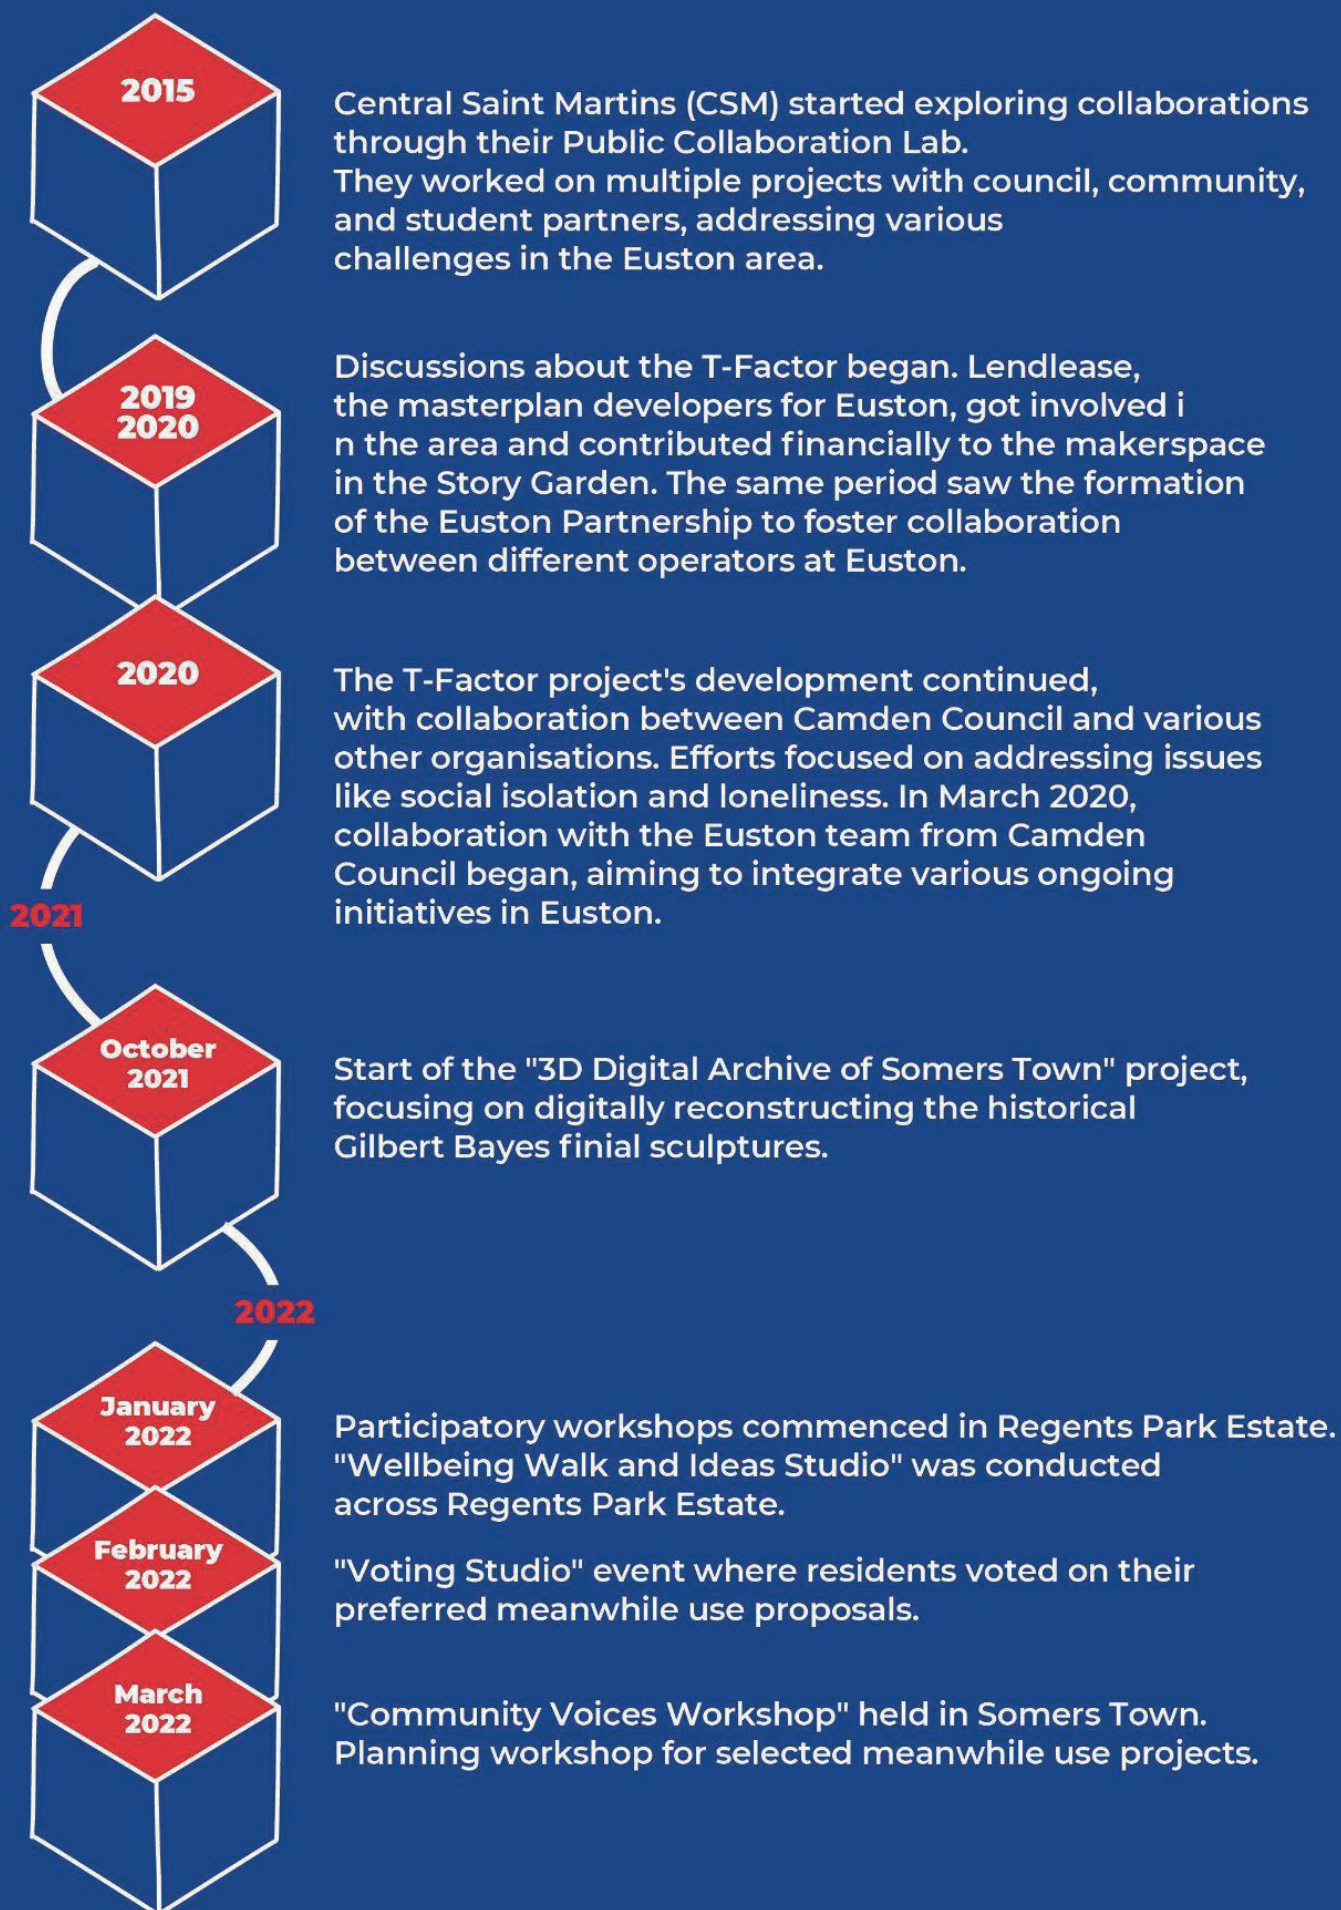 2015
Central Saint Martins (CSM) started exploring collaborations
through their Public Collaboration Lab.
They worked on multiple projects with council, community,
and student partners, addressing various
challenges in the Euston area.
2019
2020
Discussions about the T-Factor began. Lendlease,
the masterplan developers for Euston, got involved i
n the area and contributed financially to the makerspace
in the Story Garden. The same period saw the formation
of the Euston Partnership to foster collaboration
between different operators at Euston.
2020
The T-Factor project's development continued,
with collaboration between Camden Council and various
other organisations. Efforts focused on addressing issues
like social isolation and loneliness. In March 2020,
collaboration with the Euston team from Camden
Council began, aiming to integrate various ongoing
initiatives in Euston.
2021
October
2021
Start of the "3D Digital Archive of Somers Town" project,
focusing on digitally reconstructing the historical
Gilbert Bayes finial sculptures.
2022
January
2022
Participatory workshops commenced in Regents Park Estate.
"Wellbeing Walk and Ideas Studio" was conducted
across Regents Park Estate.
February
2022
"Voting Studio" event where residents voted on their
preferred meanwhile use proposals.
March
2022
"Community Voices Workshop" held in Somers Town.
Planning workshop for selected meanwhile use projects.